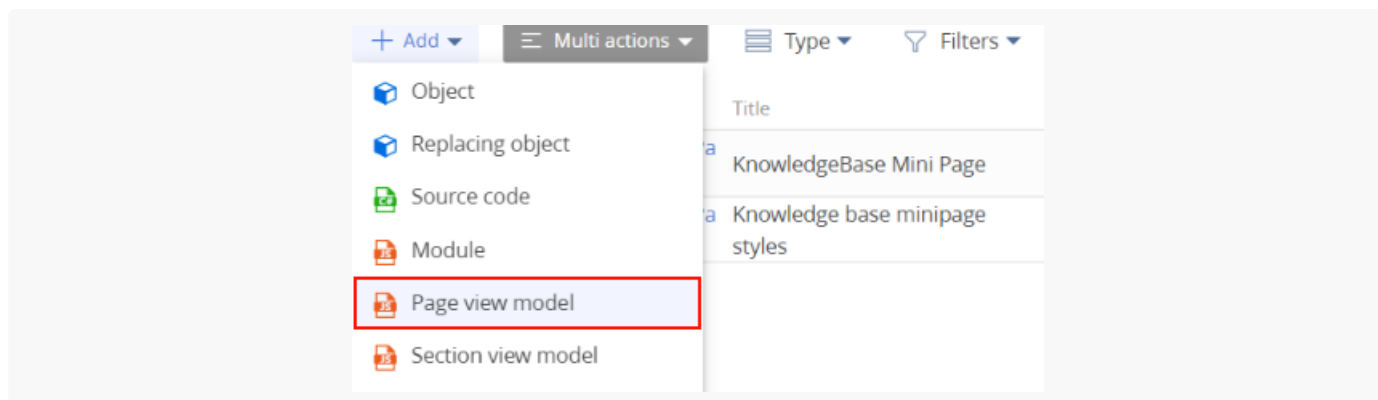 Add
Multi actions
Type
Filters
Object
Title
Replacing object
KnowledgeBase Mini Page
Source code
Knowledge base minipage
styles
Module
Page view model
Section view model